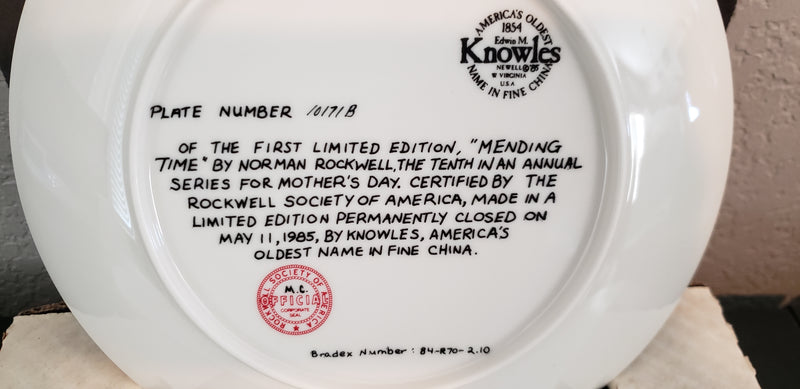 AMERICA'S OLDEST
1854
Edwin M.
Knowles
NEWELL
W VIRGINIA
U.S.A
NAME IN FINE CHINA
PLATE NUMBER 10171B
OF THE FIRST LIMITED EDITION, "MENDING
TIME" BY NORMAN ROCKWELL, THE TENTH IN AN ANNUAL
SERIES FOR MOTHER'S DAY. CERTIFIED BY THE
ROCKWELL SOCIETY OF AMERICA, MADE IN A
LIMITED EDITION PERMANENTLY CLOSED ON
MAY 11, 1985, BY KNOWLES, AMERICA'S
OLDEST NAME IN FINE CHINA.
ROCKWELL SOCIETY OF AMERICA
M.C.
OFFICIAL
CORPORATE
SEAL
Bradex Number: 84-R70-2.10